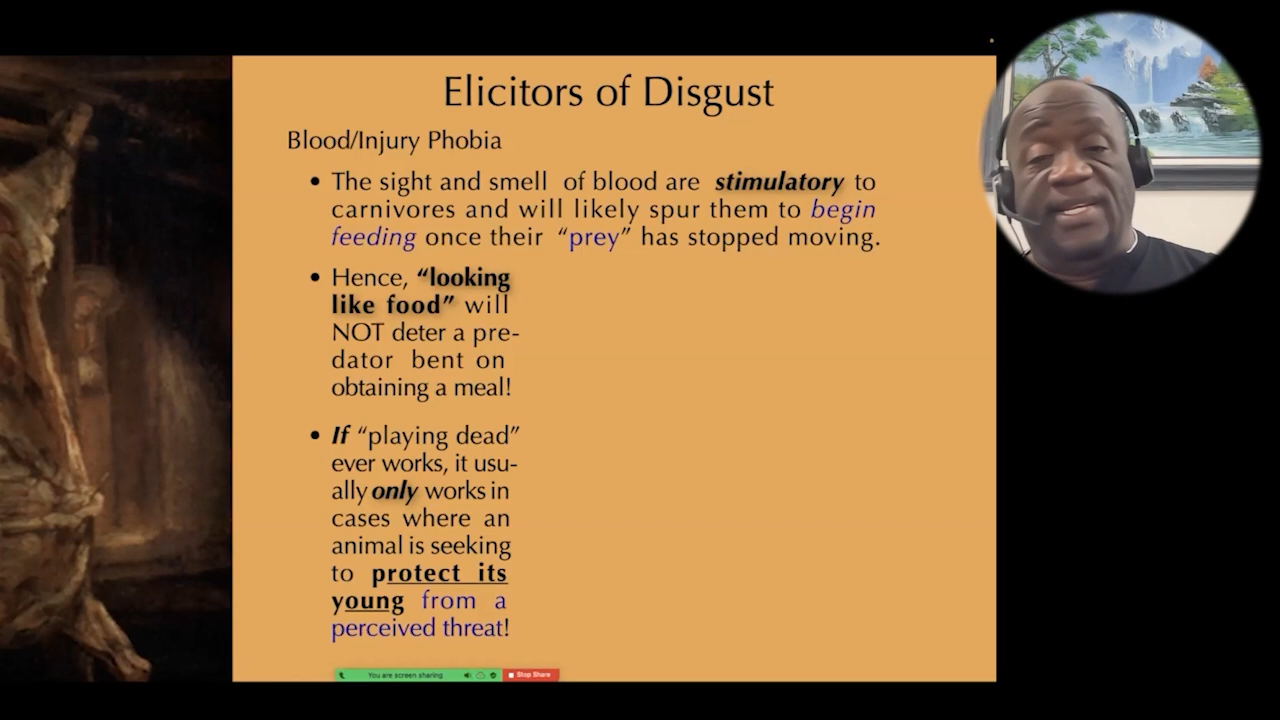 Elicitors of Disgust
Blood/Injury Phobia
• The sight and smell of blood are stimulatory to
carnivores and will likely spur them to begin
feeding once their “prey” has stopped moving.
• Hence, “looking
like food” will
NOT deter a pre-
dator bent on
obtaining a meal!
• If “playing dead”
ever works, it usu-
ally only works in
cases where an
animal is seeking
to protect its
young from a
perceived threat!
You are screen sharing
Stop Share